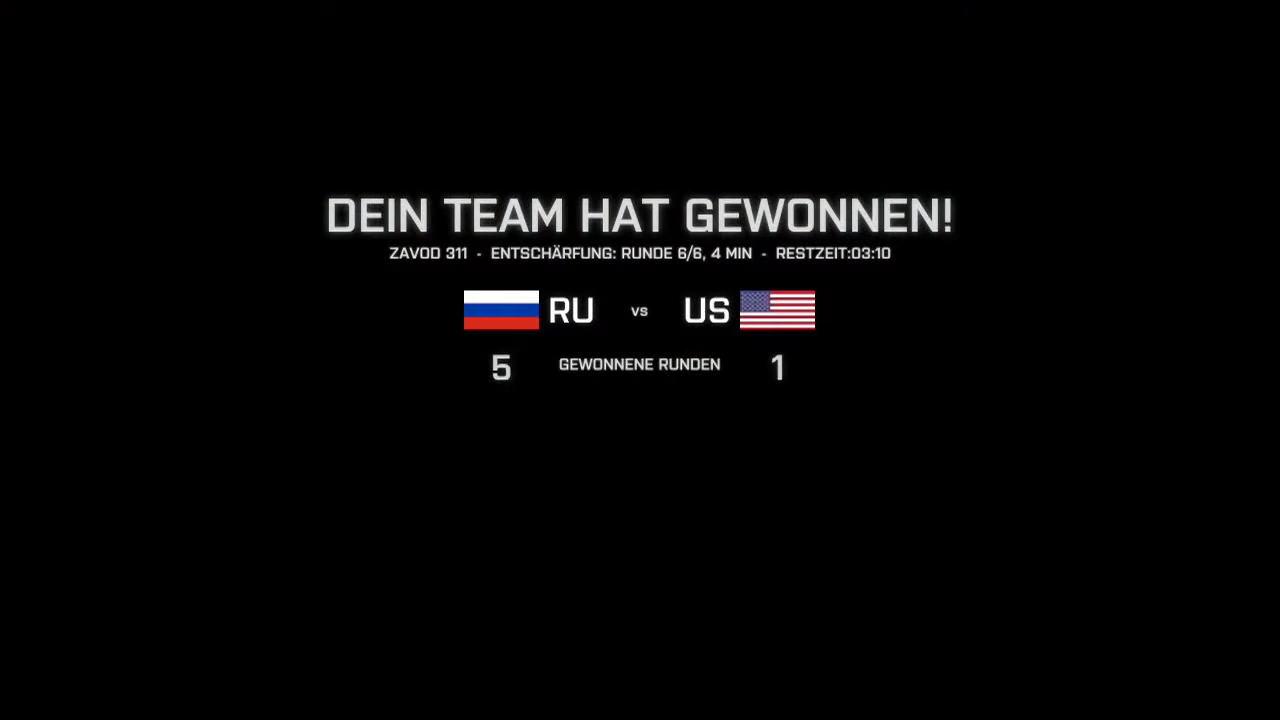 DEIN TEAM HAT GEWONNEN!
ZAVOD 311 - ENTSCHÄRFUNG: RUNDE 6/6, 4 MIN - RESTZEIT:03:10
RU vs US
5 GEWONNENE RUNDEN 1